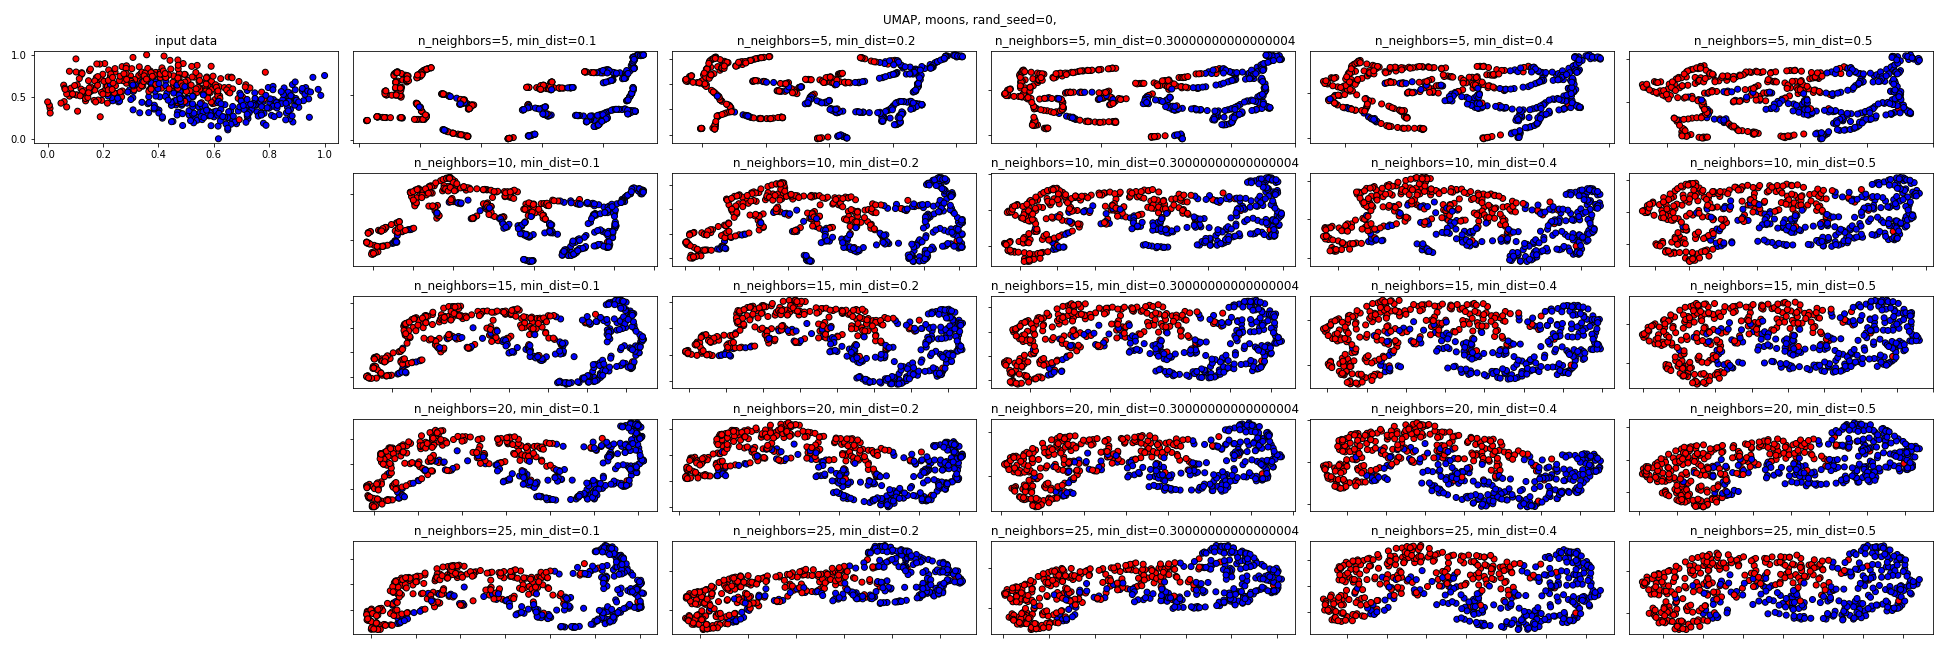 UMAP, moons, rand_seed=0,
input data
n_neighbors=5, min_dist=0.1
n_neighbors=5, min_dist=0.2
n_neighbors=5, min_dist=0.30000000000000004
n_neighbors=5, min_dist=0.4
n_neighbors=5, min_dist=0.5
1.0
0.5
0.0
0.0
0.2
0.4
0.6
0.8
1.0
n_neighbors=10, min_dist=0.1
n_neighbors=10, min_dist=0.2
n_neighbors=10, min_dist=0.30000000000000004
n_neighbors=10, min_dist=0.4
n_neighbors=10, min_dist=0.5
n_neighbors=15, min_dist=0.1
n_neighbors=15, min_dist=0.2
n_neighbors=15, min_dist=0.30000000000000004
n_neighbors=15, min_dist=0.4
n_neighbors=15, min_dist=0.5
n_neighbors=20, min_dist=0.1
n_neighbors=20, min_dist=0.2
n_neighbors=20, min_dist=0.30000000000000004
n_neighbors=20, min_dist=0.4
n_neighbors=20, min_dist=0.5
n_neighbors=25, min_dist=0.1
n_neighbors=25, min_dist=0.2
n_neighbors=25, min_dist=0.30000000000000004
n_neighbors=25, min_dist=0.4
n_neighbors=25, min_dist=0.5